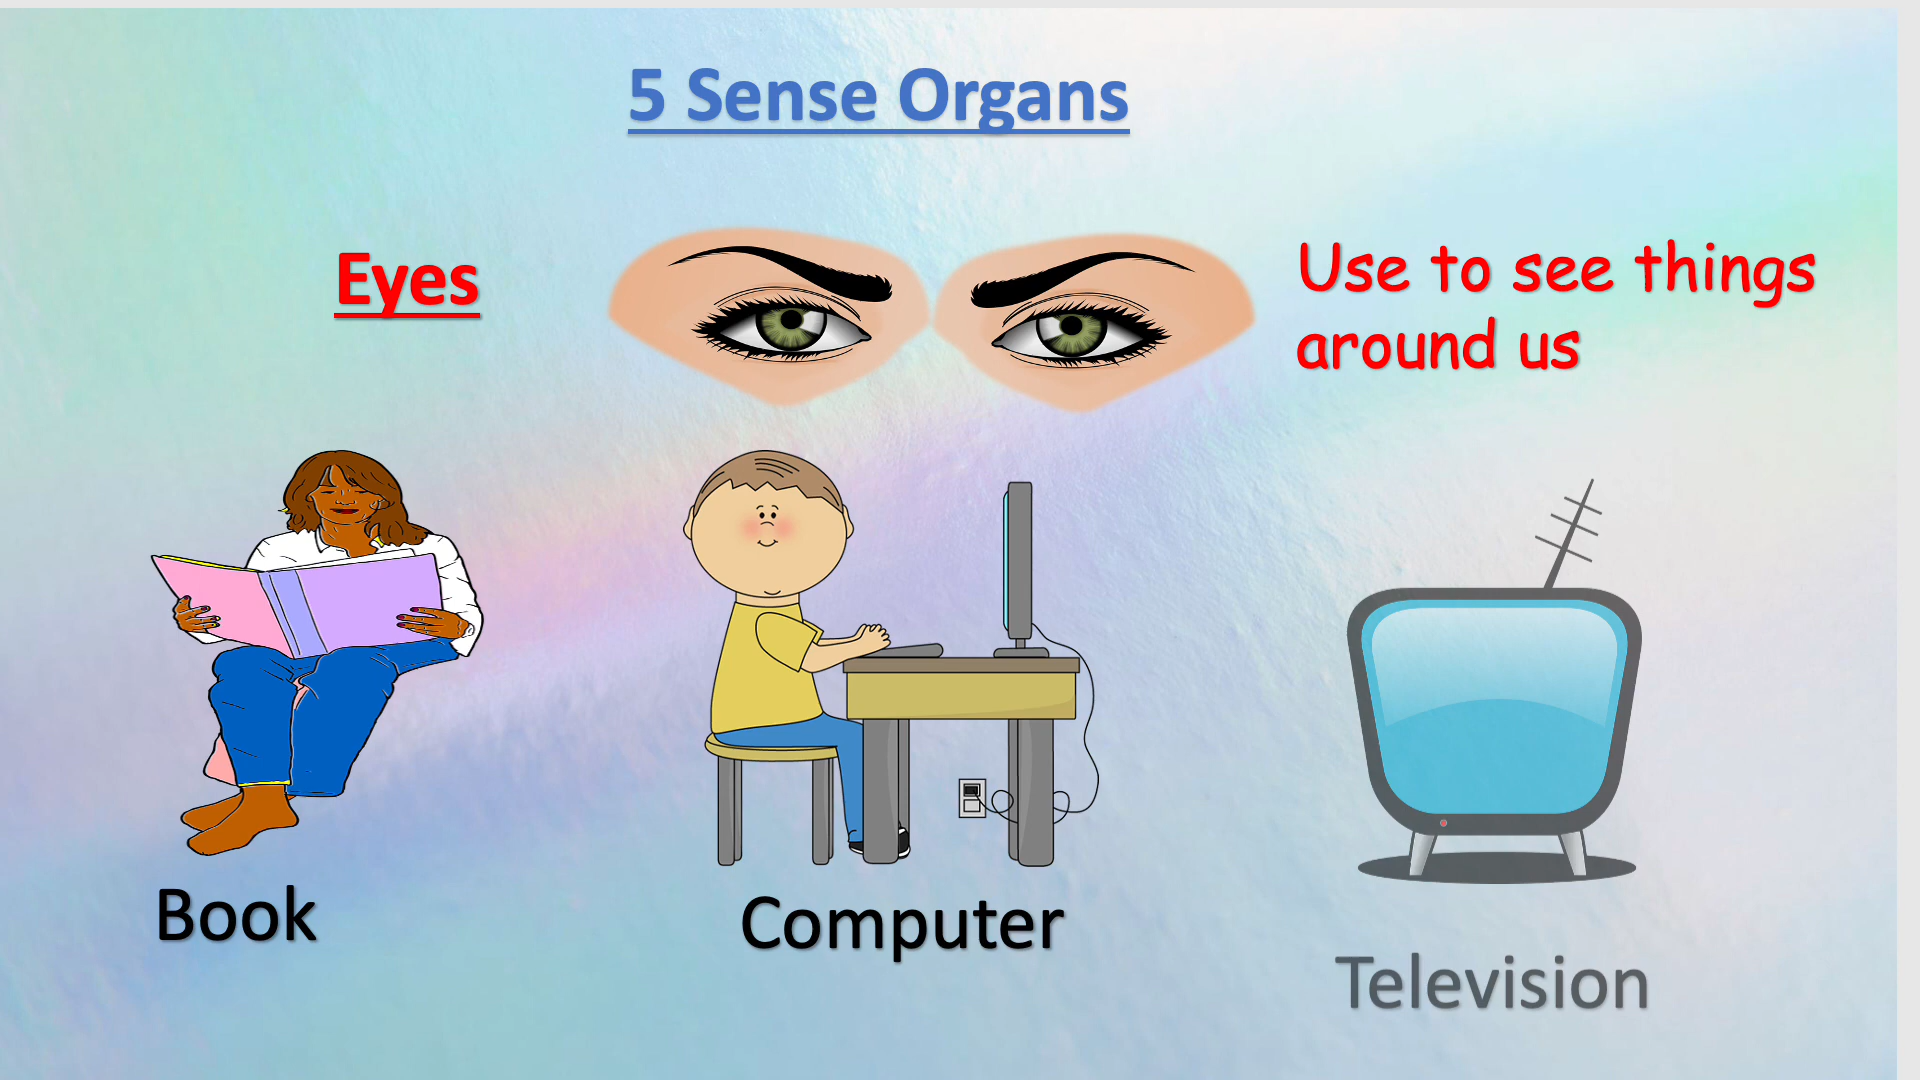 5 Sense Organs
Eyes
Use to see things
around us
Book
Computer
Television